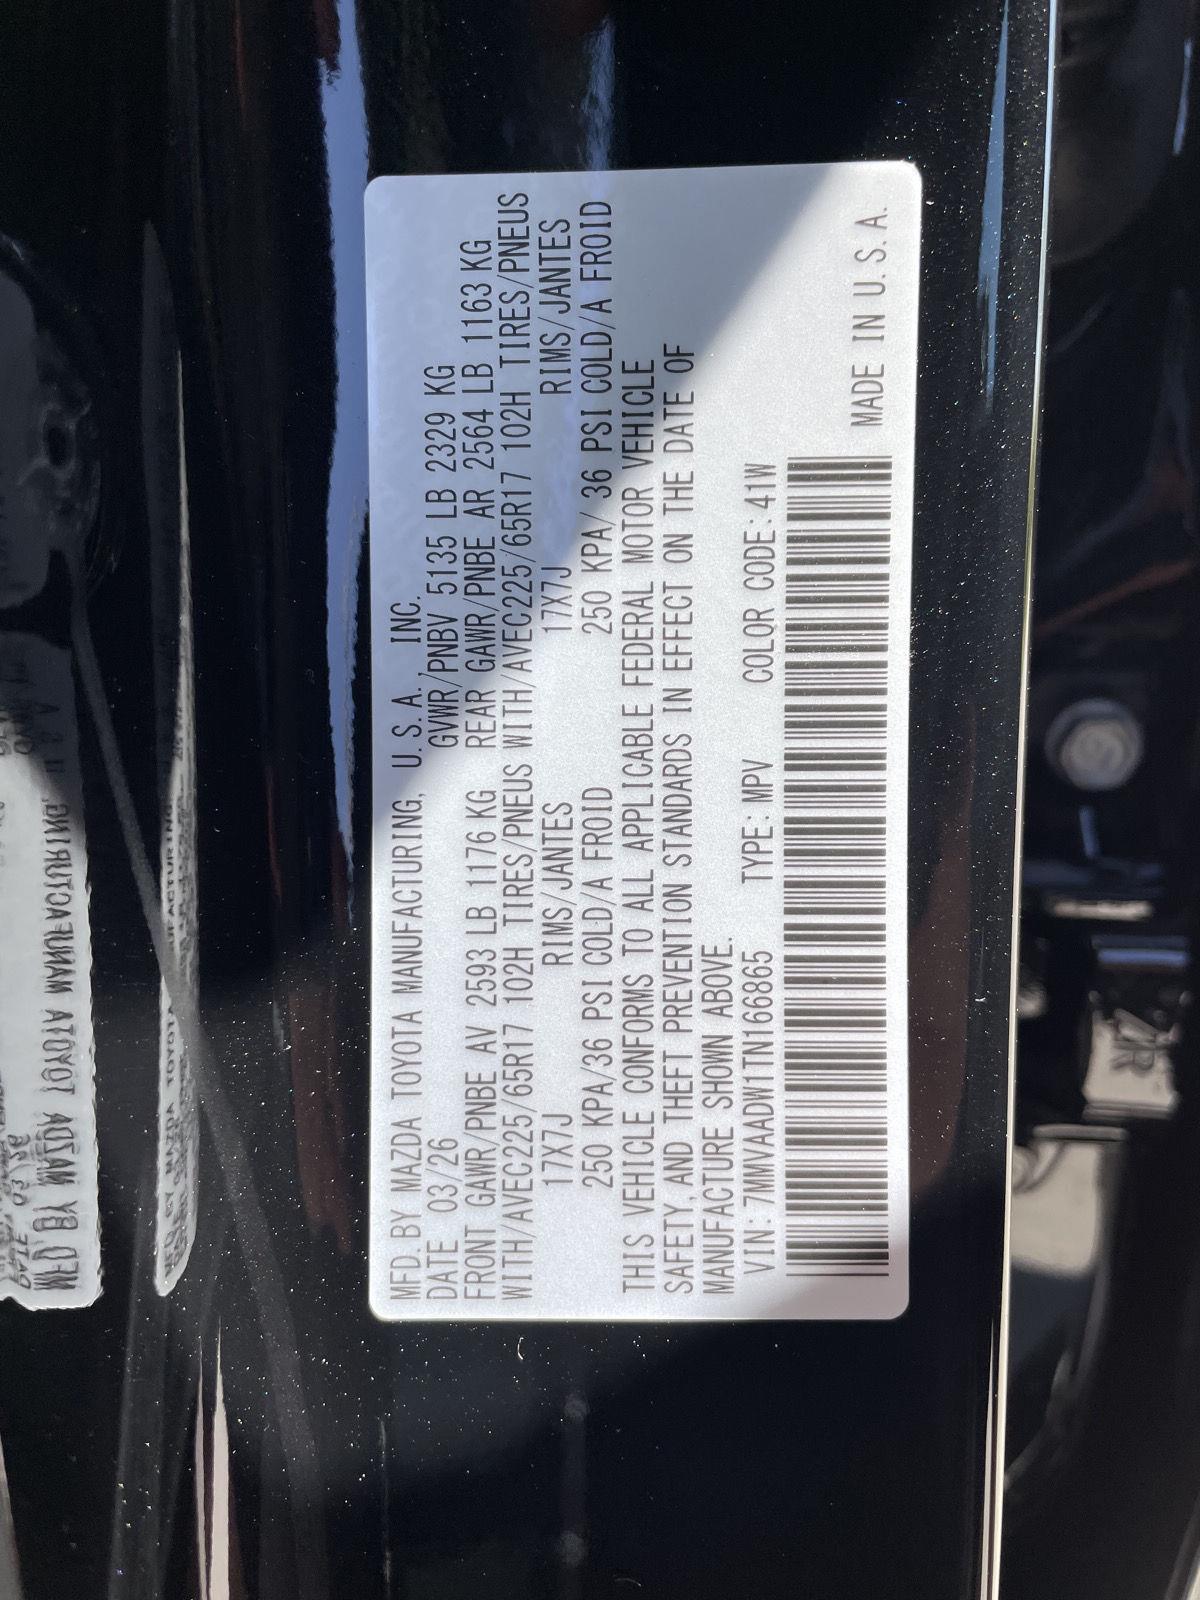 MFD. BY MAZDA TOYOTA MANUFACTURING, U.S.A., INC.
DATE 03/26 GVWR/PNBV 5135 LB 2329 KG
FRONT GAWR/PNBE AV 2593 LB 1176 KG REAR GAWR/PNBE AR 2564 LB 1163 KG
WITH/AVEC225/65R17 102H TIRES/PNEUS WITH/AVEC225/65R17 102H TIRES/PNEUS
17X7J RIMS/JANTES 17X7J RIMS/JANTES
250 KPA/36 PSI COLD/A FROID 250 KPA/ 36 PSI COLD/A FROID
THIS VEHICLE CONFORMS TO ALL APPLICABLE FEDERAL MOTOR VEHICLE
SAFETY, AND THEFT PREVENTION STANDARDS IN EFFECT ON THE DATE OF
MANUFACTURE SHOWN ABOVE.
VIN: 7MMVAADW1TN166865 TYPE: MPV COLOR CODE: 41W
MADE IN U.S.A.